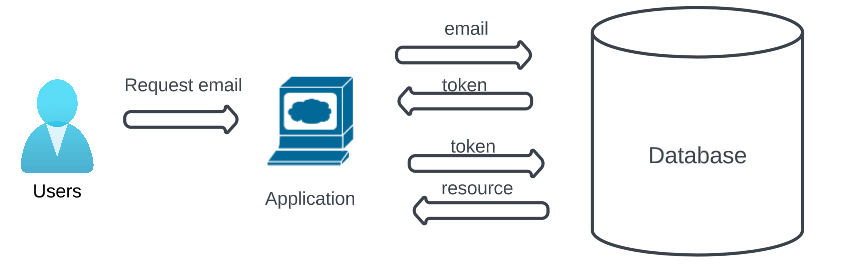 email
Request email
token
token
Database
resource
Users
Application